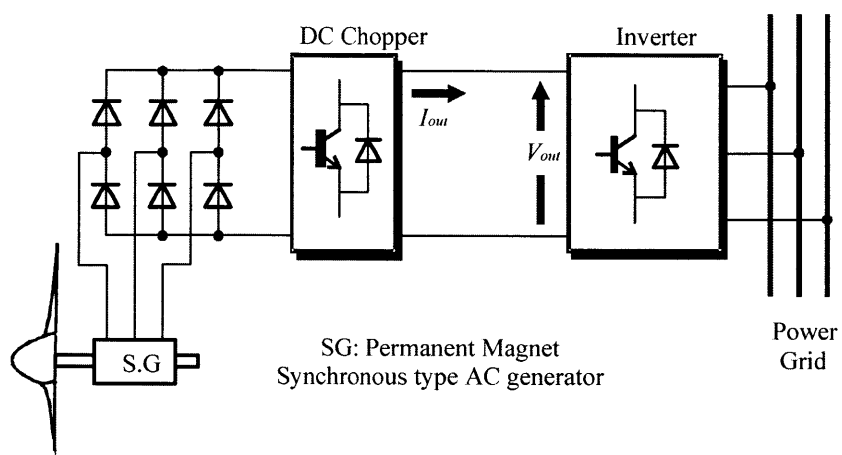 DC Chopper
Inverter
Iout
Vout
S.G
SG: Permanent Magnet
Synchronous type AC generator
Power
Grid